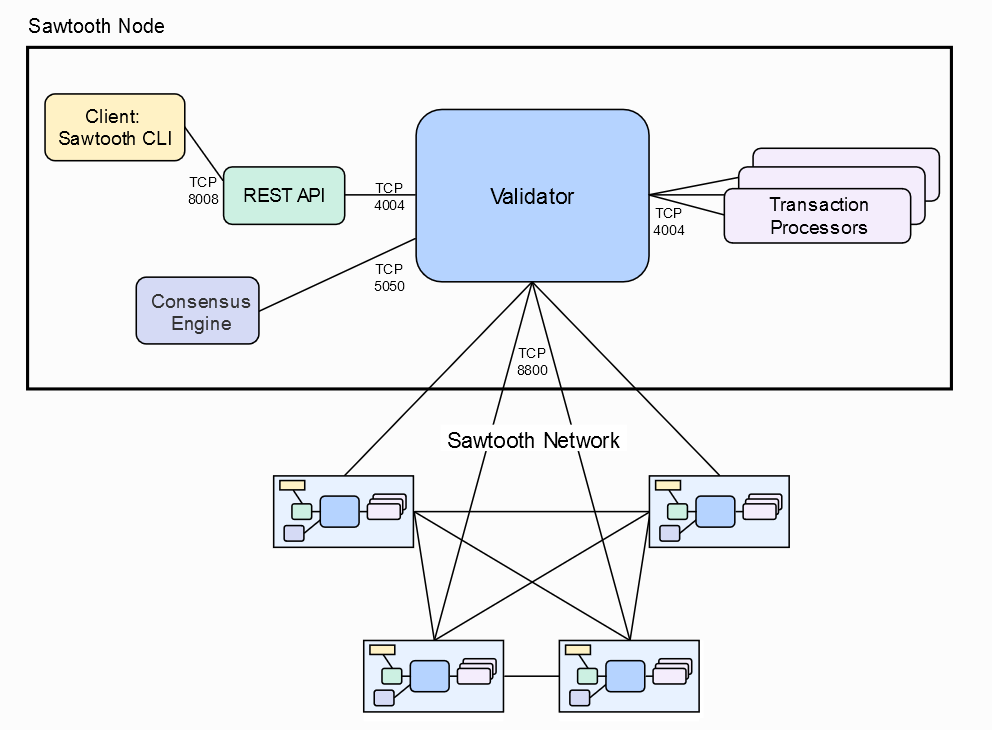 Sawtooth Node
Client:
Sawtooth CLI
TCP
8008
REST API
TCP
4004
Validator
TCP
4004
Transaction
Processors
TCP
5050
Consensus
Engine
TCP
8800
Sawtooth Network